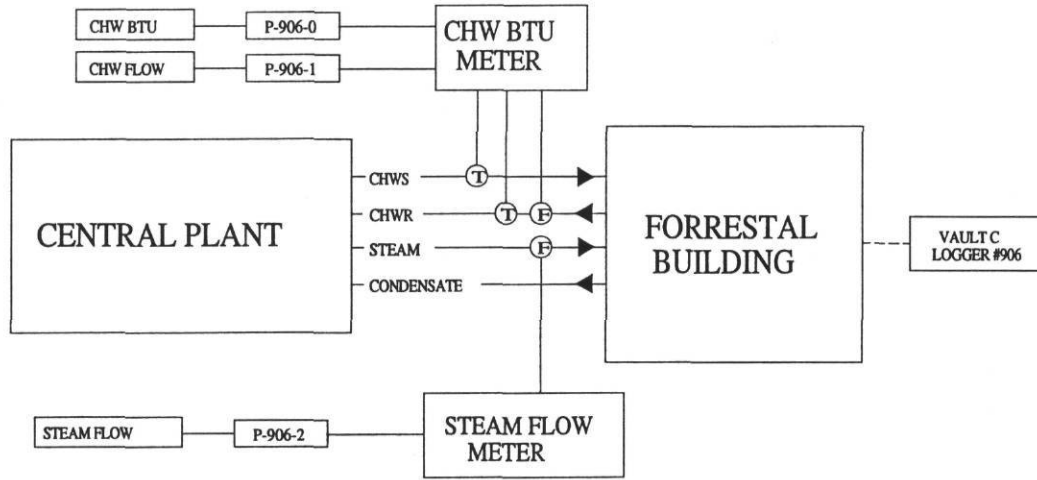 CHW BTU
P-906-0
CHW BTU
METER
CHW FLOW
P-906-1
CENTRAL PLANT
CHWS
T
CHWR
T
F
STEAM
F
CONDENSATE
FORRESTAL
BUILDING
VAULT C
LOGGER #906
STEAM FLOW
P-906-2
STEAM FLOW
METER